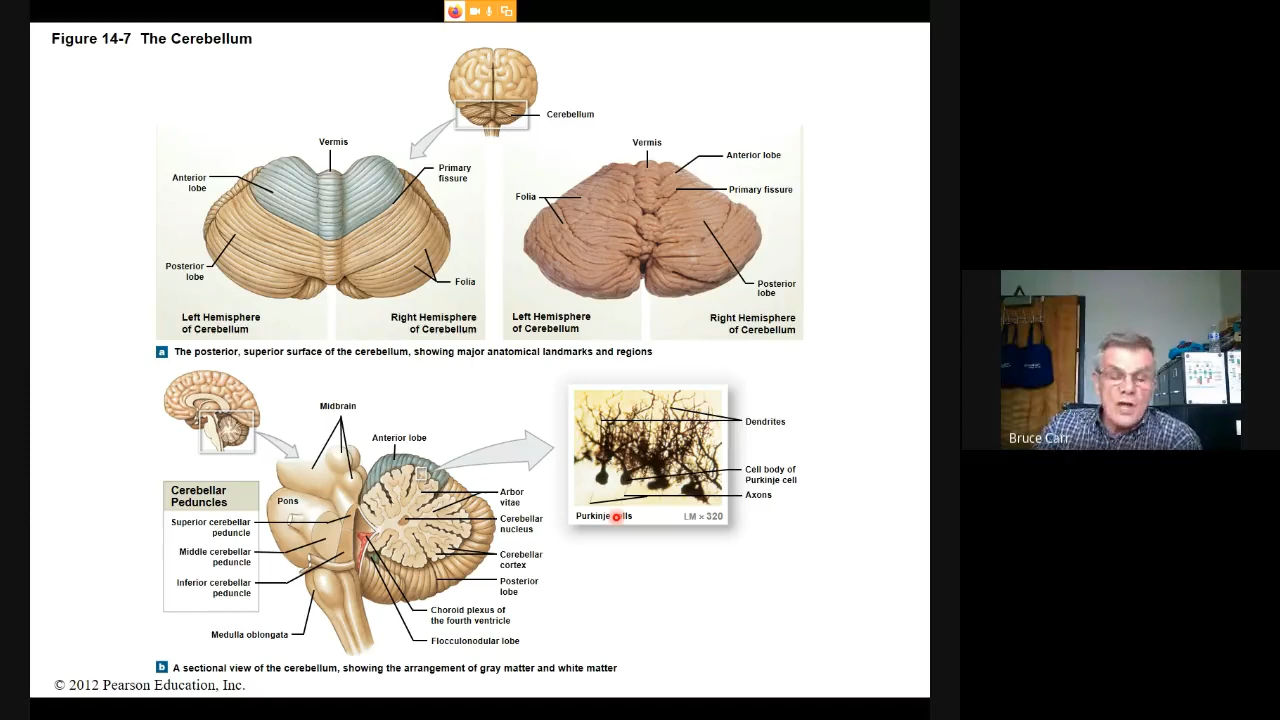 Figure 14-7 The Cerebellum
Cerebellum
Vermis
Anterior
lobe
Primary
fissure
Posterior
lobe
Folia
Left Hemisphere
of Cerebellum
Right Hemisphere
of Cerebellum
Vermis
Anterior lobe
Folia
Primary fissure
Posterior
lobe
Left Hemisphere
of Cerebellum
Right Hemisphere
of Cerebellum
a The posterior, superior surface of the cerebellum, showing major anatomical landmarks and regions
Midbrain
Anterior lobe
Cerebellar
Peduncles
Pons
Superior cerebellar
peduncle
Middle cerebellar
peduncle
Inferior cerebellar
peduncle
Medulla oblongata
Arbor
vitae
Cerebellar
nucleus
Cerebellar
cortex
Posterior
lobe
Choroid plexus of
the fourth ventricle
Flocculonodular lobe
Dendrites
Cell body of
Purkinje cell
Axons
Purkinje cells
LM × 320
b A sectional view of the cerebellum, showing the arrangement of gray matter and white matter
© 2012 Pearson Education, Inc.
Bruce Carr